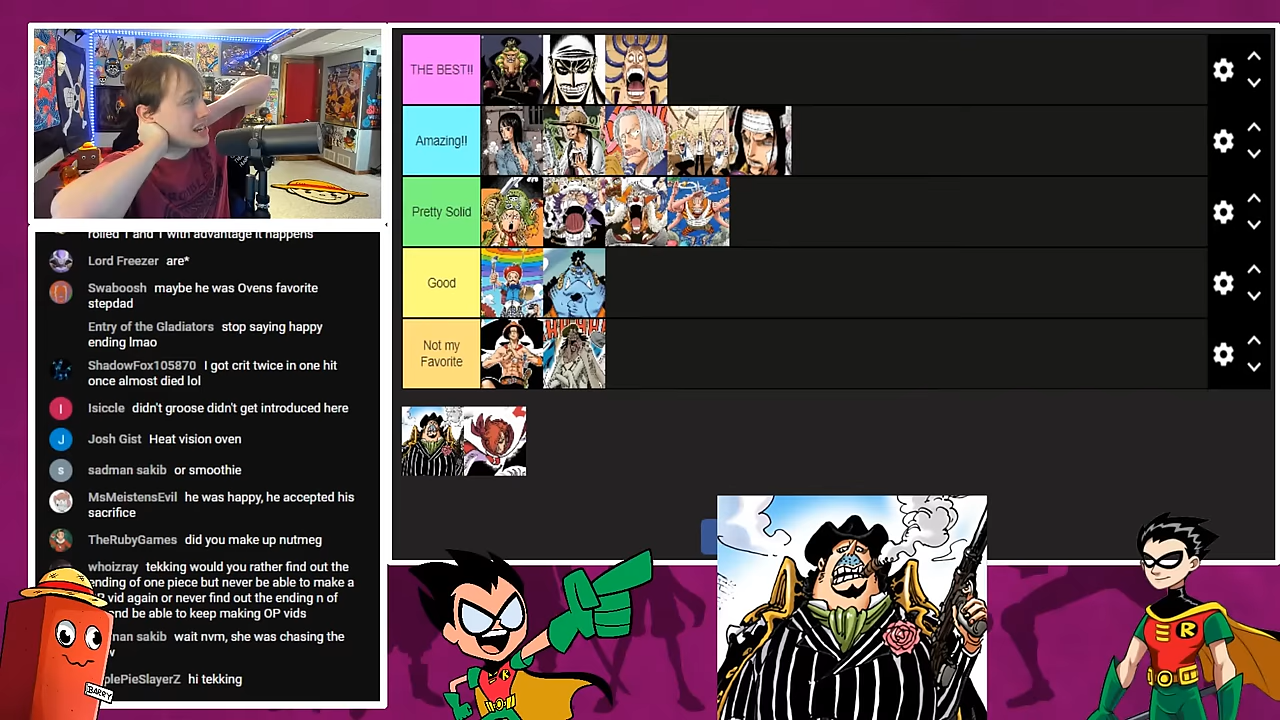 rolled 1 and 1 with advantage it happens
Lord Freezer are*
Swaboosh maybe he was Ovens favorite
stepdad
Entry of the Gladiators stop saying happy
ending lmao
ShadowFox105870 I got crit twice in one hit
once almost died lol
Isiccle didn't groose didn't get introduced here
Josh Gist Heat vision oven
sadman sakib or smoothie
MsMeistensEvil he was happy, he accepted his
sacrifice
TheRubyGames did you make up nutmeg
whoizray tekking would you rather find out the
ending of one piece but never be able to make a
P vid again or never find out the ending n of
nd be able to keep making OP vids
man sakib wait nvm, she was chasing the
w
plePieSlayerZ hi tekking
BARRY
I
J
s
THE BEST!!
Amazing!!
Pretty Solid
Good
Not my
Favorite
R
R